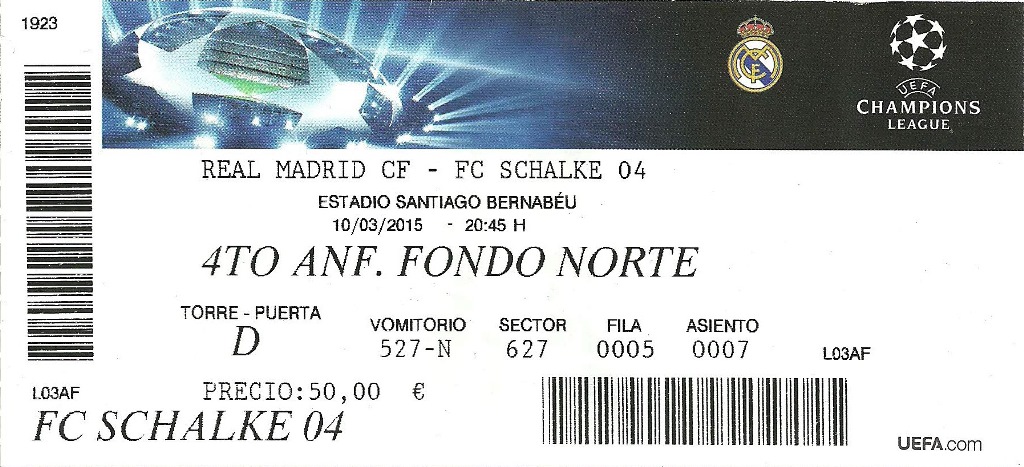 1923
UEFA
CHAMPIONS
LEAGUE
REAL MADRID CF - FC SCHALKE 04
ESTADIO SANTIAGO BERNABÉU
10/03/2015 - 20:45 H
4TO ANF. FONDO NORTE
TORRE - PUERTA
D
VOMITORIO SECTOR FILA ASIENTO
527-N 627 0005 0007
L03AF
L03AF
PRECIO:50,00 €
FC SCHALKE 04
UEFA.com